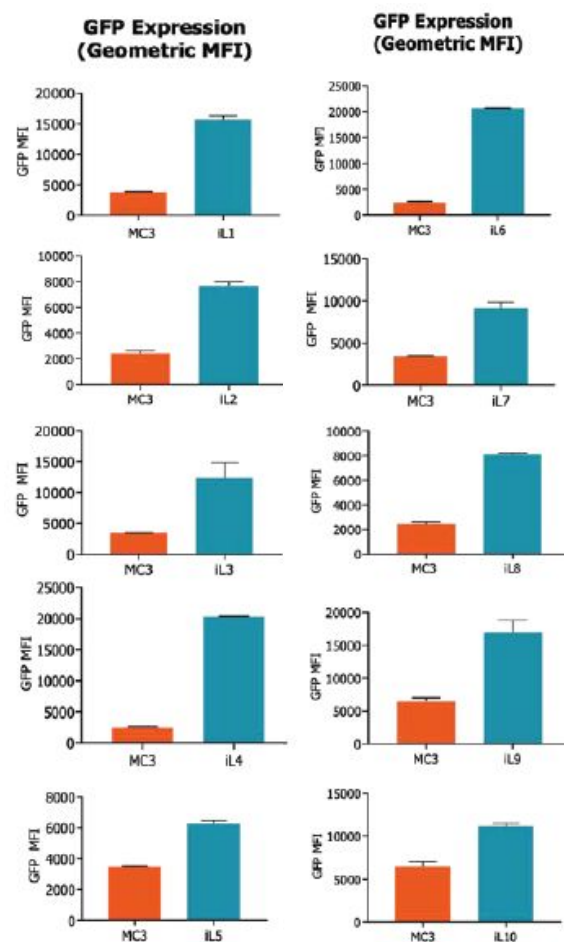 GFP Expression
(Geometric MFI)
20000
15000
10000
5000
0
GFP MFI
MC3 iL1
10000
8000
6000
4000
2000
0
GFP MFI
MC3 iL2
20000
15000
10000
5000
0
GFP MFI
MC3 iL3
25000
20000
15000
10000
5000
0
GFP MFI
MC3 iL4
8000
6000
4000
2000
0
GFP MFI
MC3 iL5
GFP Expression
(Geometric MFI)
25000
20000
15000
10000
5000
0
GFP MFI
MC3 iL6
15000
10000
5000
0
GFP MFI
MC3 iL7
10000
8000
6000
4000
2000
0
GFP MFI
MC3 iL8
20000
15000
10000
5000
0
GFP MFI
MC3 iL9
15000
10000
5000
0
GFP MFI
MC3 iL10